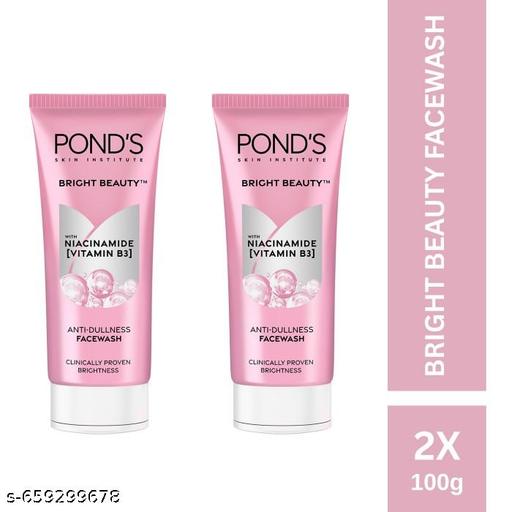 POND'S
SKIN INSTITUTE
BRIGHT BEAUTY™
WITH
NIACINAMIDE
[VITAMIN B3]
ANTI-DULLNESS
FACEWASH
CLINICALLY PROVEN
BRIGHTNESS
POND'S
SKIN INSTITUTE
BRIGHT BEAUTY™
WITH
NIACINAMIDE
[VITAMIN B3]
ANTI-DULLNESS
FACEWASH
CLINICALLY PROVEN
BRIGHTNESS
BRIGHT BEAUTY FACEWASH
2X
100g
s-659299678